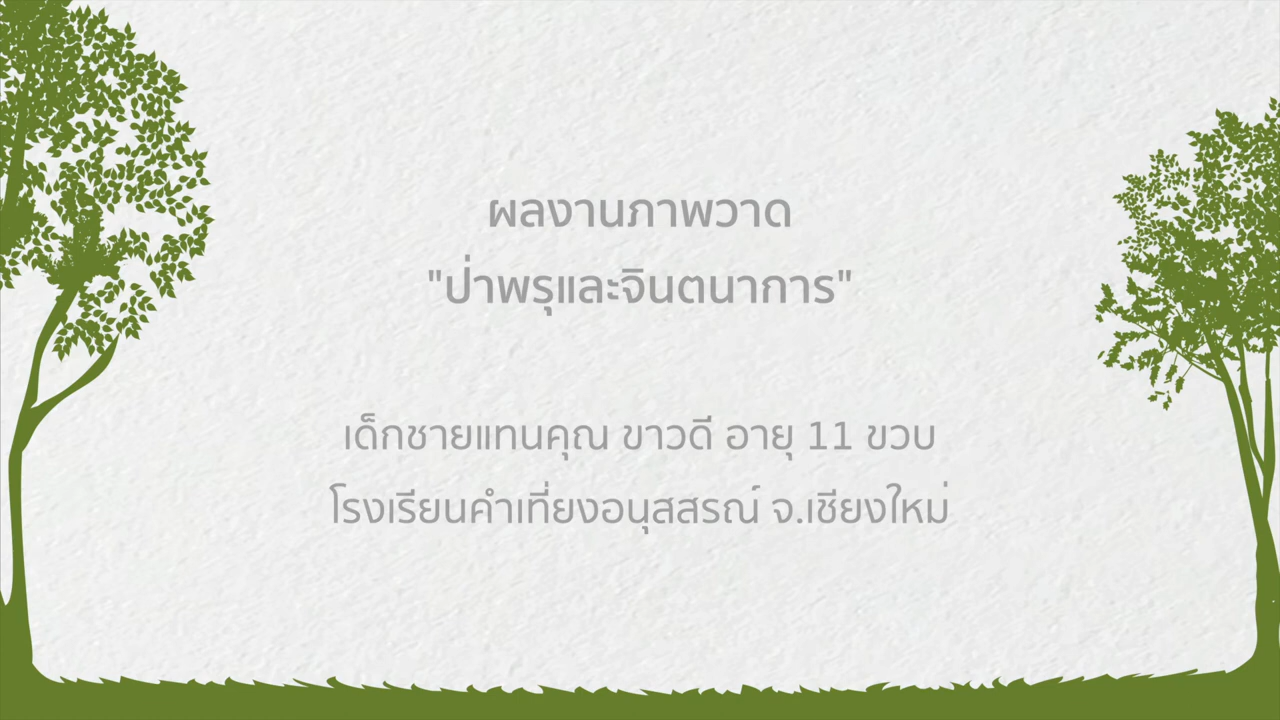 ผลงานภาพวาด
"ป่าพรุและจินตนาการ"
เด็กชายแทนคุณ ขาวดี อายุ 11 ขวบ
โรงเรียนคำเที่ยงอนุสสรณ์ จ.เชียงใหม่